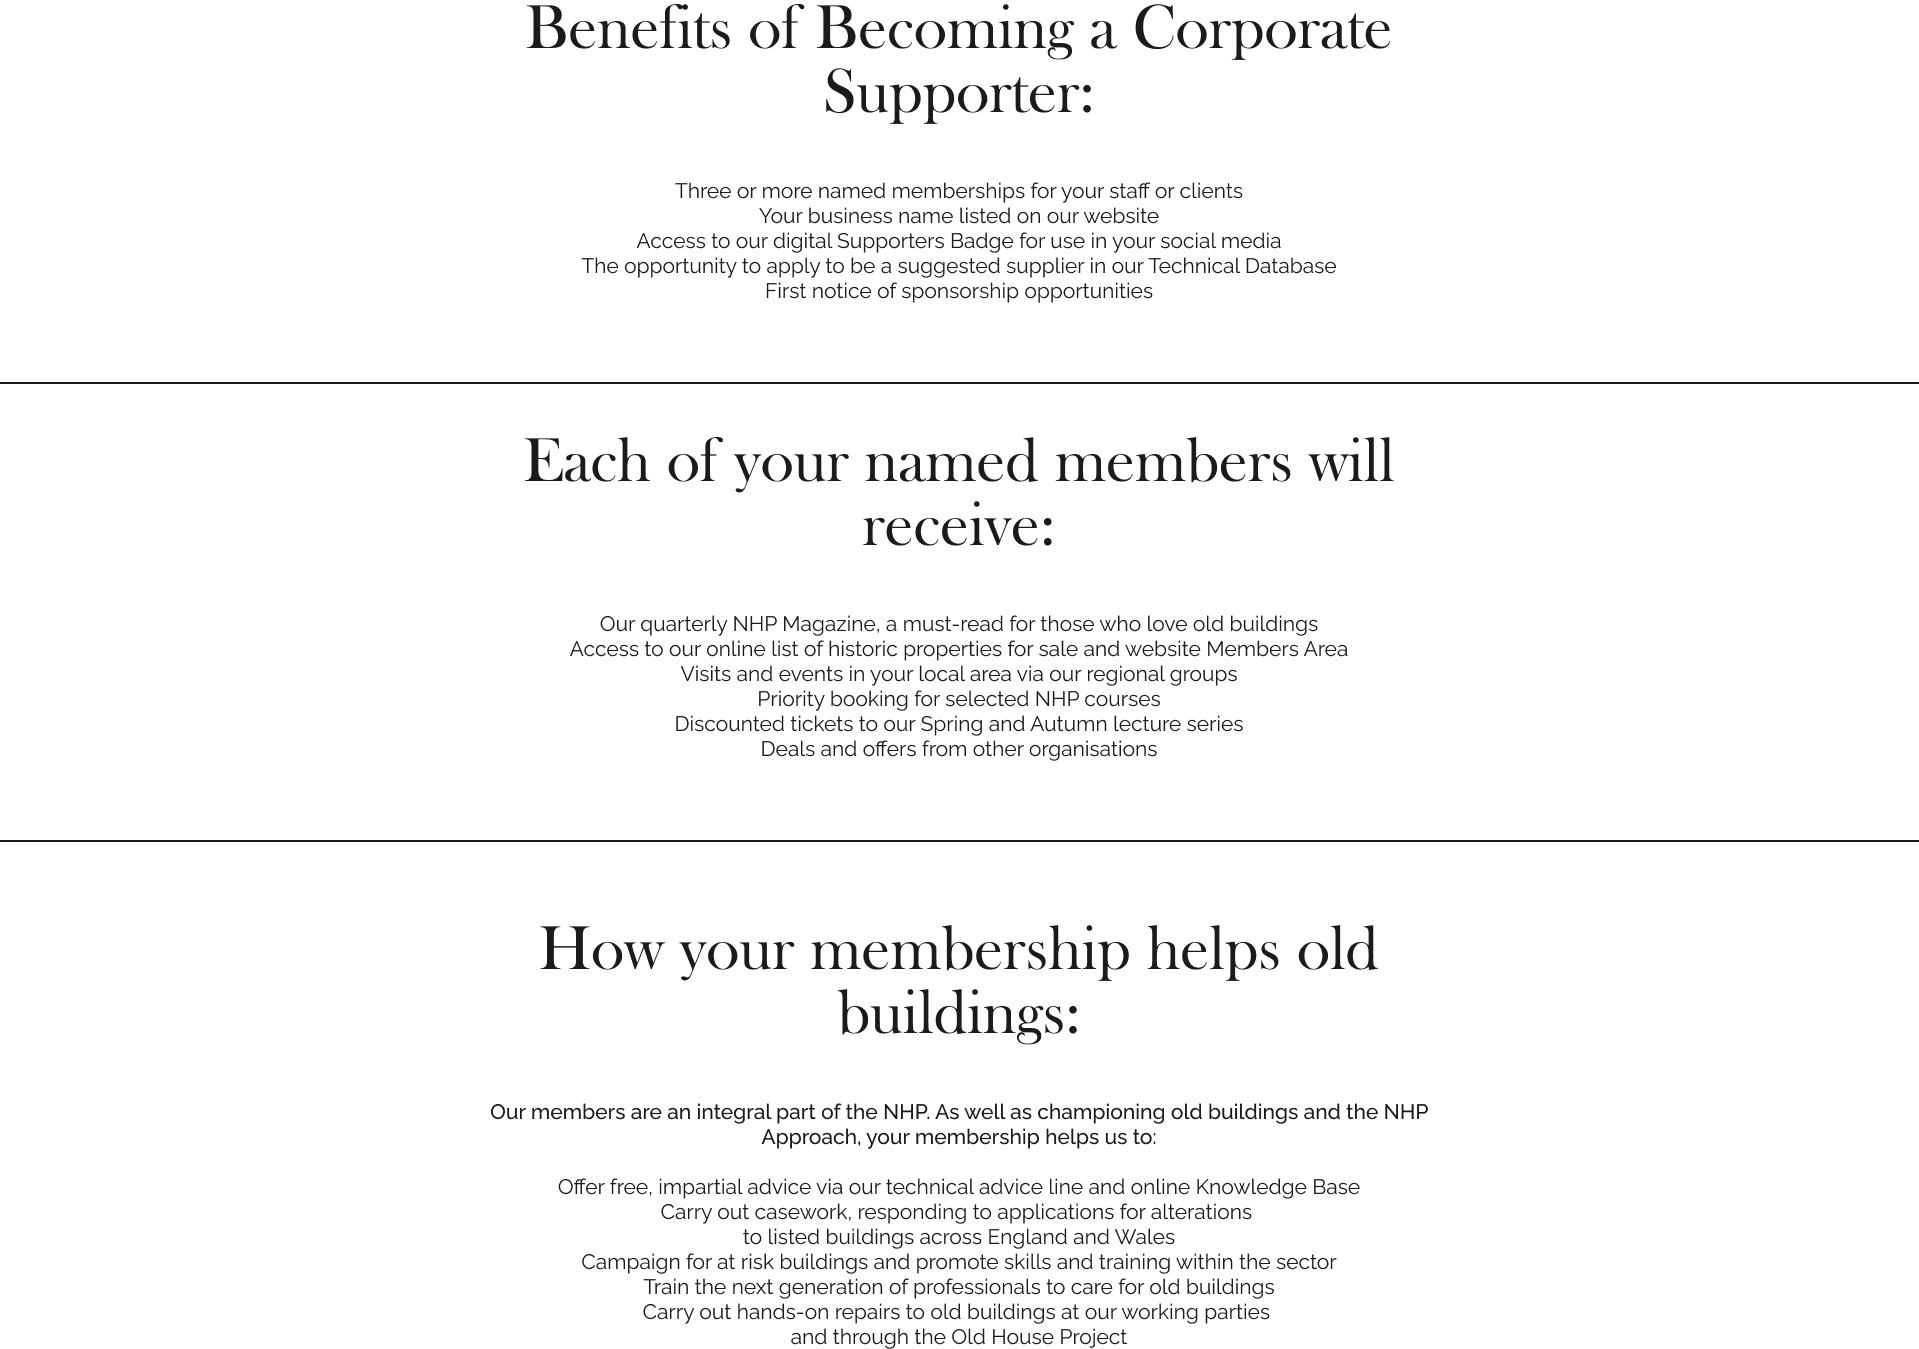 Benefits of Becoming a Corporate
Supporter:
Three or more named memberships for your staff or clients
Your business name listed on our website
Access to our digital Supporters Badge for use in your social media
The opportunity to apply to be a suggested supplier in our Technical Database
First notice of sponsorship opportunities
Each of your named members will
receive:
Our quarterly NHP Magazine, a must-read for those who love old buildings
Access to our online list of historic properties for sale and website Members Area
Visits and events in your local area via our regional groups
Priority booking for selected NHP courses
Discounted tickets to our Spring and Autumn lecture series
Deals and offers from other organisations
How your membership helps old
buildings:
Our members are an integral part of the NHP. As well as championing old buildings and the NHP
Approach, your membership helps us to:
Offer free, impartial advice via our technical advice line and online Knowledge Base
Carry out casework, responding to applications for alterations
to listed buildings across England and Wales
Campaign for at risk buildings and promote skills and training within the sector
Train the next generation of professionals to care for old buildings
Carry out hands-on repairs to old buildings at our working parties
and through the Old House Project